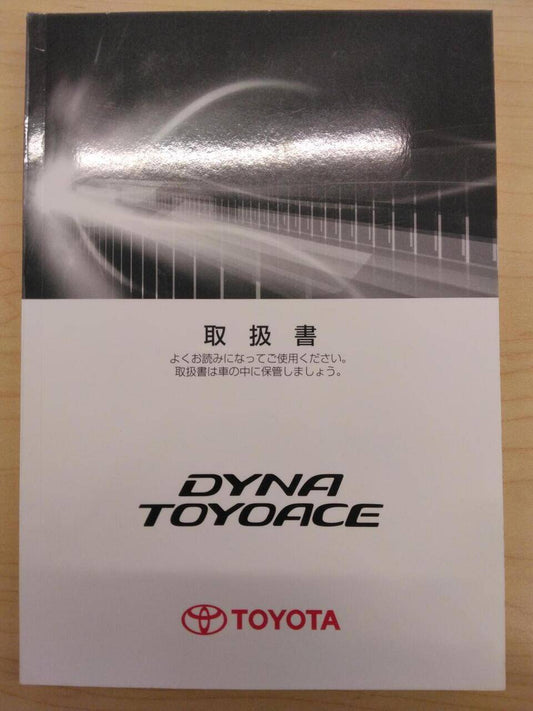 取扱書
よくお読みになってご使用ください。
取扱書は車の中に保管しましょう。
DYNA
TOYOACE
TOYOTA